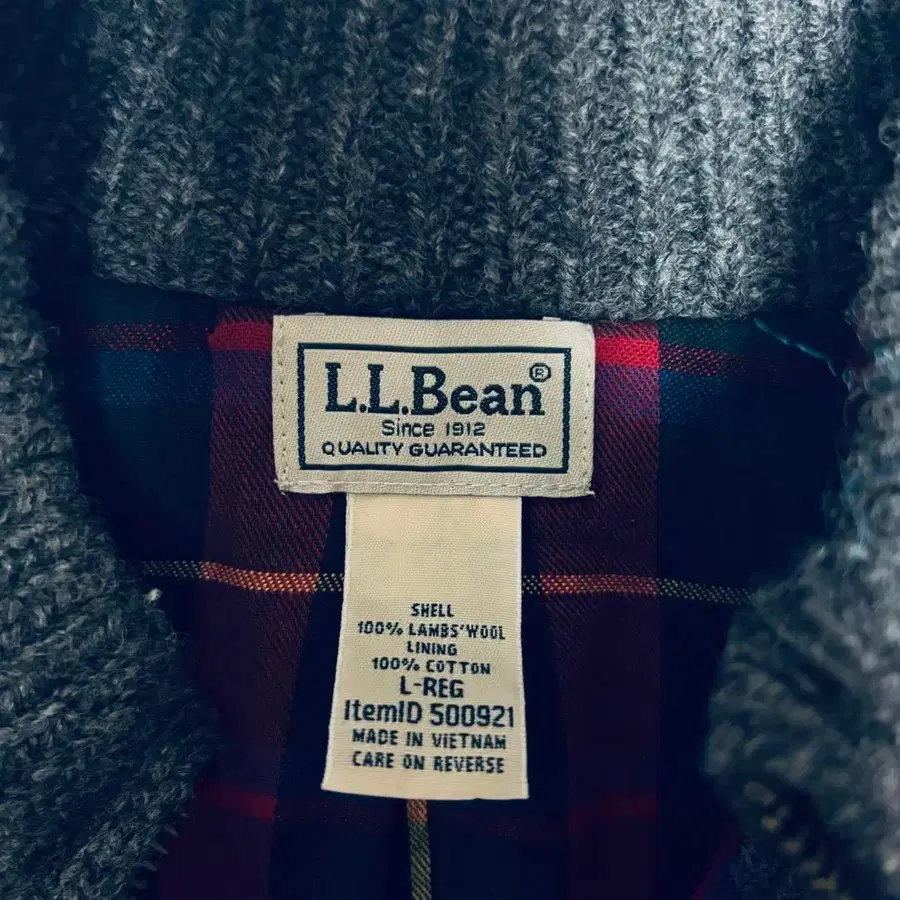 L.L.Bean®
Since 1912
QUALITY GUARANTEED
SHELL
100% LAMBS'WOOL
LINING
100% COTTON
L-REG
ItemID 500921
MADE IN VIETNAM
CARE ON REVERSE